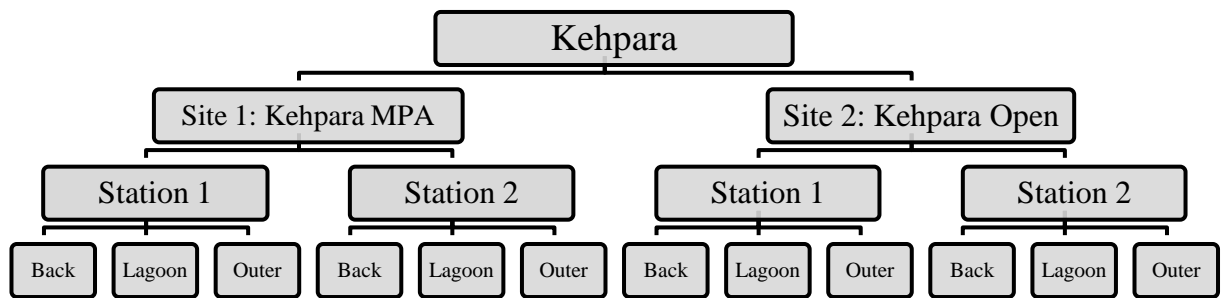 Kehpara
Site 1: Kehpara MPA
Site 2: Kehpara Open
Station 1
Station 2
Station 1
Station 2
Back
Lagoon
Outer
Back
Lagoon
Outer
Back
Lagoon
Outer
Back
Lagoon
Outer